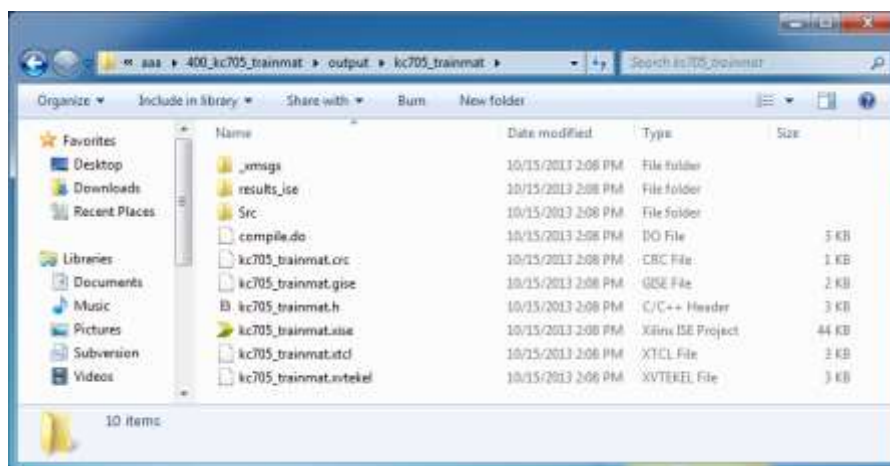 « aaa ▸ 400_kc705_trainmat ▸ output ▸ kc705_trainmat ▸ Search kc705_trainmat
Organize Include in library Share with Burn New folder
Name Date modified Type Size
Favorites
Desktop
Downloads
Recent Places
Libraries
Documents
Music
Pictures
Subversion
Videos
_xmsgs 10/15/2013 2:08 PM File folder
results_ise 10/15/2013 2:08 PM File folder
Src 10/15/2013 2:08 PM File folder
compile.do 10/15/2013 2:08 PM DO File KB
kc705_trainmat.crc 10/15/2013 2:08 PM CRC File 1 KB
kc705_trainmat.gise 10/15/2013 2:08 PM GISE File 2 KB
kc705_trainmat.h 10/15/2013 2:08 PM C/C++ Header 3 KB
kc705_trainmat.xise 10/15/2013 2:08 PM Xilinx ISE Project 44 KB
kc705_trainmat.xtcl 10/15/2013 2:08 PM XTCL File 3 KB
kc705_trainmat.xvtekel 10/15/2013 2:08 PM XVTEKEL File 3 KB
10 items